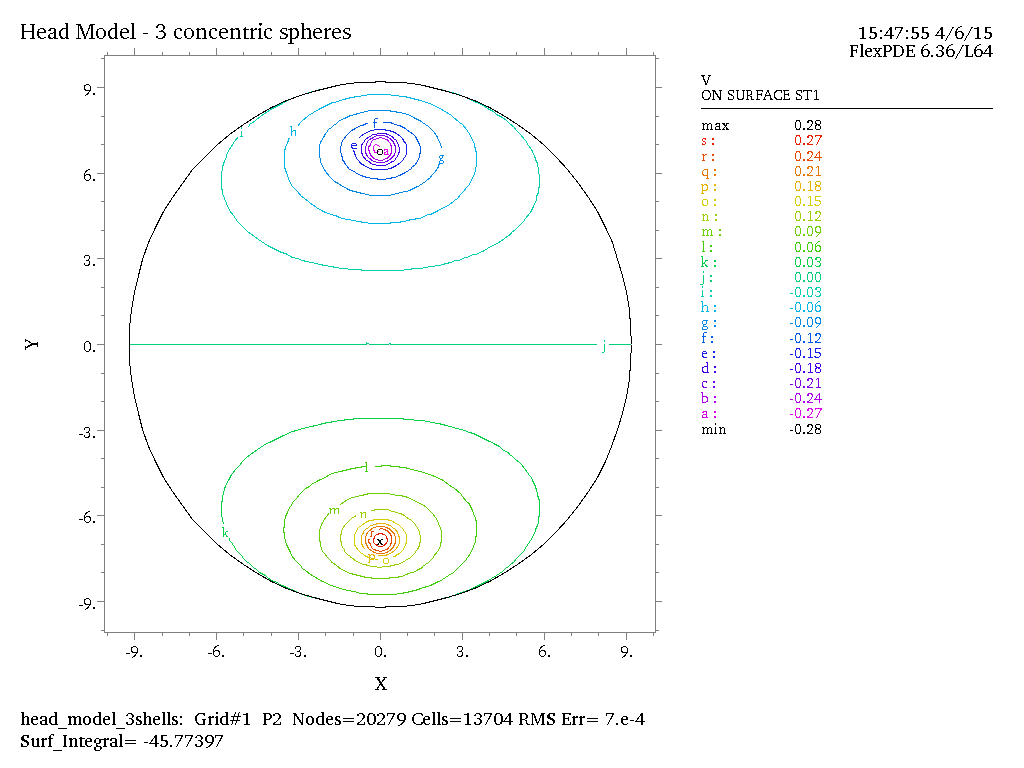 Head Model - 3 concentric spheres
15:47:55 4/6/15
FlexPDE 6.36/L64
V
ON SURFACE ST1
max 0.28
s: 0.27
r: 0.24
q: 0.21
p: 0.18
o: 0.15
n: 0.12
m: 0.09
l: 0.06
k: 0.03
j: 0.00
i: -0.03
h: -0.06
g: -0.09
f: -0.12
e: -0.15
d: -0.18
c: -0.21
b: -0.24
a: -0.27
min -0.28
9.
6.
3.
0.
-3.
-6.
-9.
Y
i
h
f
e
a
g
j
l
m
n
k
x
p
o
-9. -6. -3. 0. 3. 6. 9.
X
head_model_3shells: Grid#1 P2 Nodes=20279 Cells=13704 RMS Err= 7.e-4
Surf_Integral= -45.77397